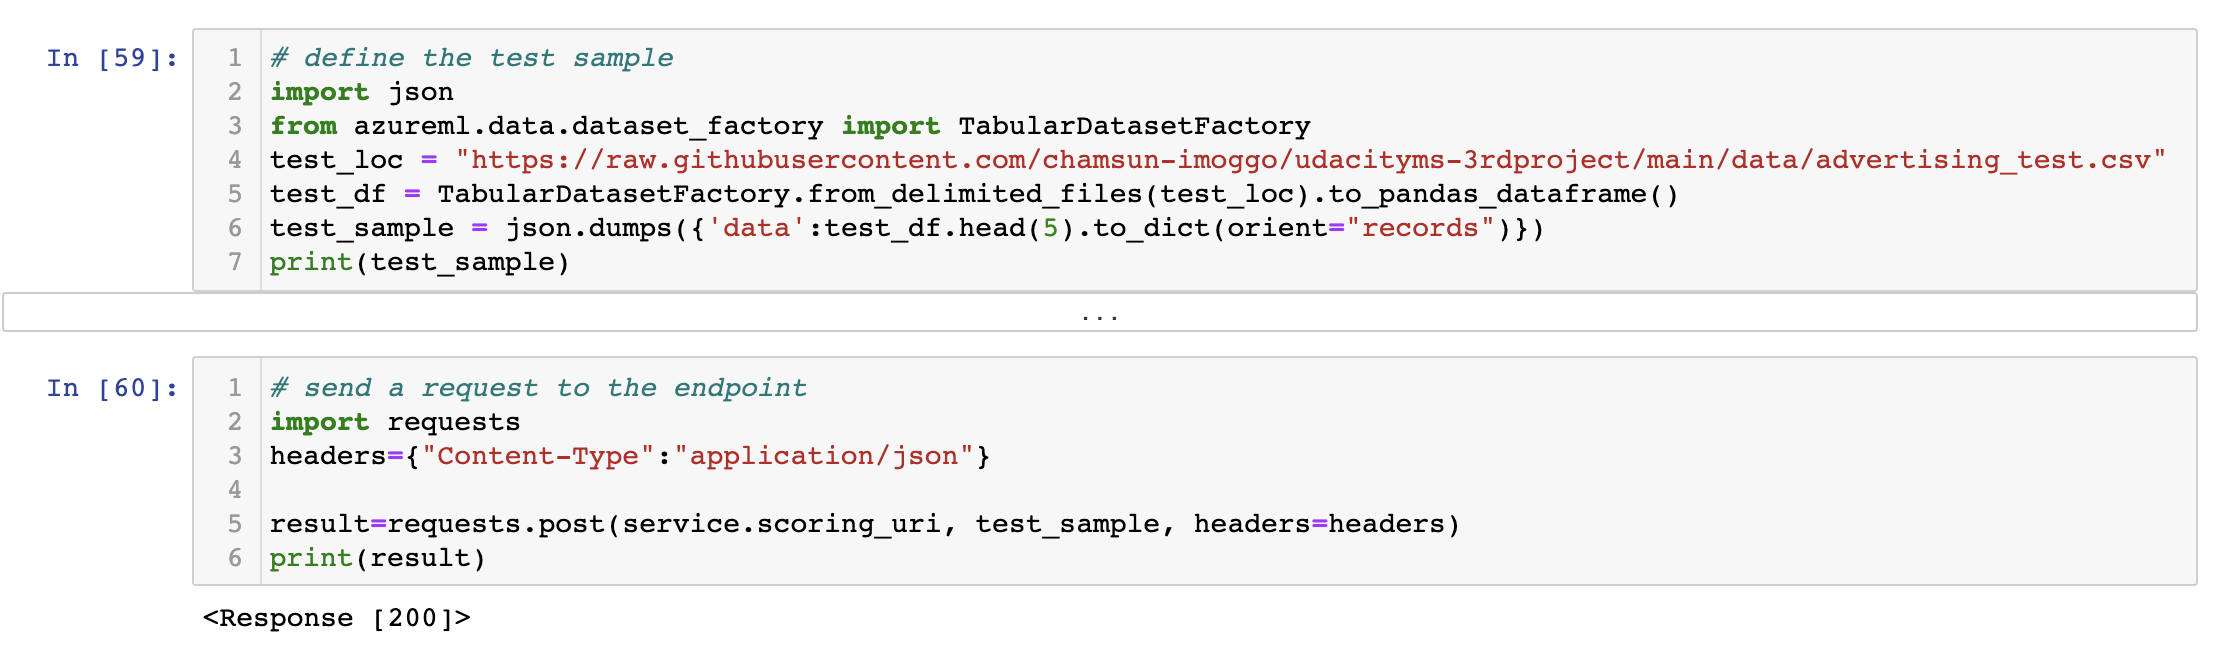 In [59]:
1 # define the test sample
2 import json
3 from azureml.data.dataset_factory import TabularDatasetFactory
4 test_loc = "https://raw.githubusercontent.com/chamsun-imoggo/udacityms-3rdproject/main/data/advertising_test.csv"
5 test_df = TabularDatasetFactory.from_delimited_files(test_loc).to_pandas_dataframe()
6 test_sample = json.dumps({'data':test_df.head(5).to_dict(orient="records")})
7 print(test_sample)
...
In [60]:
1 # send a request to the endpoint
2 import requests
3 headers={"Content-Type":"application/json"}
4
5 result=requests.post(service.scoring_uri, test_sample, headers=headers)
6 print(result)
<Response [200]>